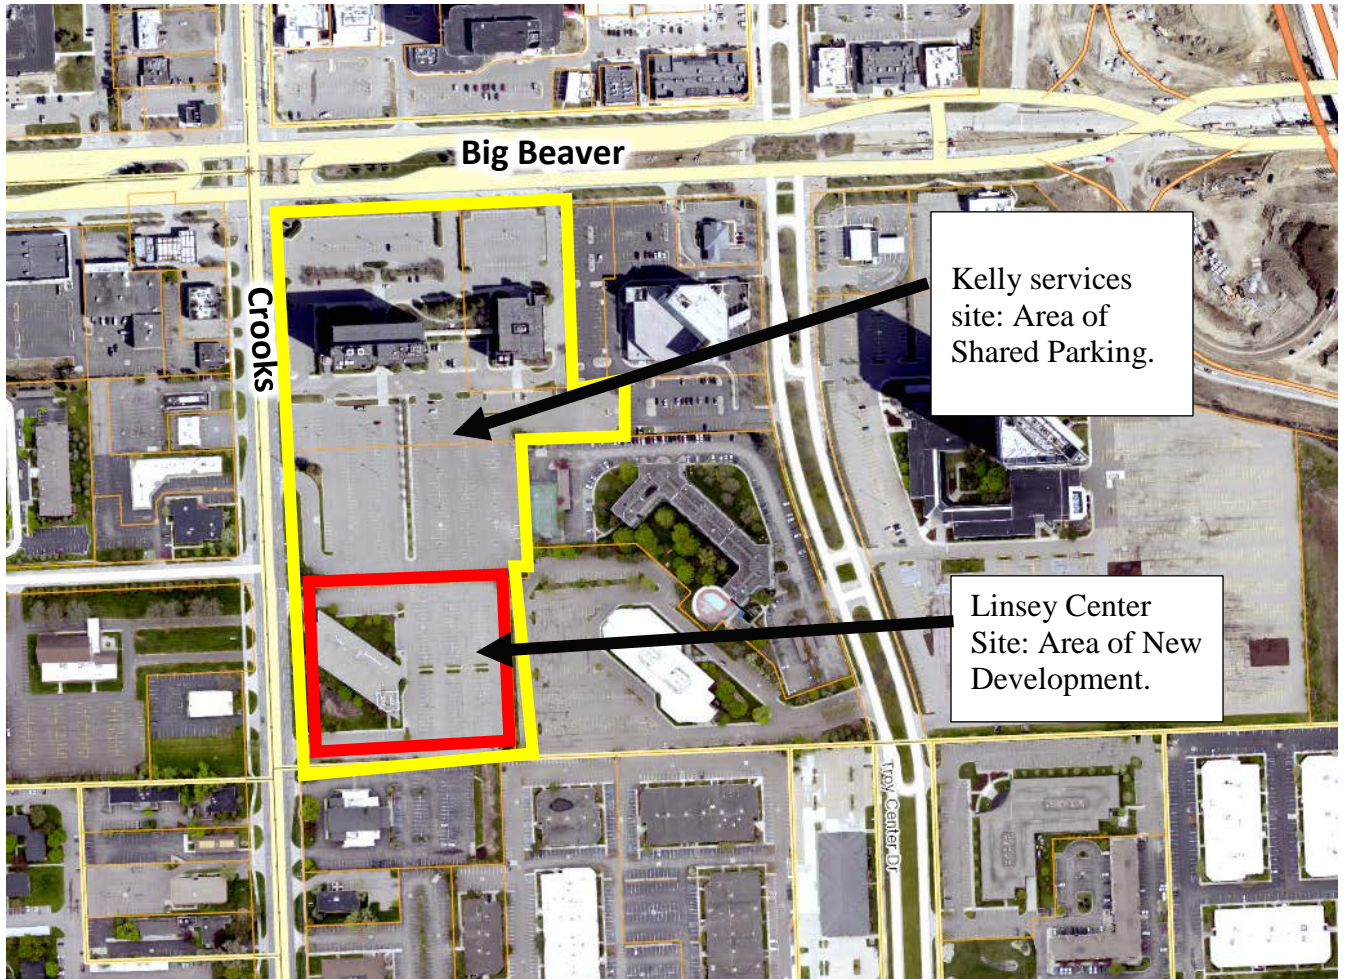 Big Beaver
Crooks
Kelly services
site: Area of
Shared Parking.
Linsey Center
Site: Area of New
Development.
Troy Center Dr